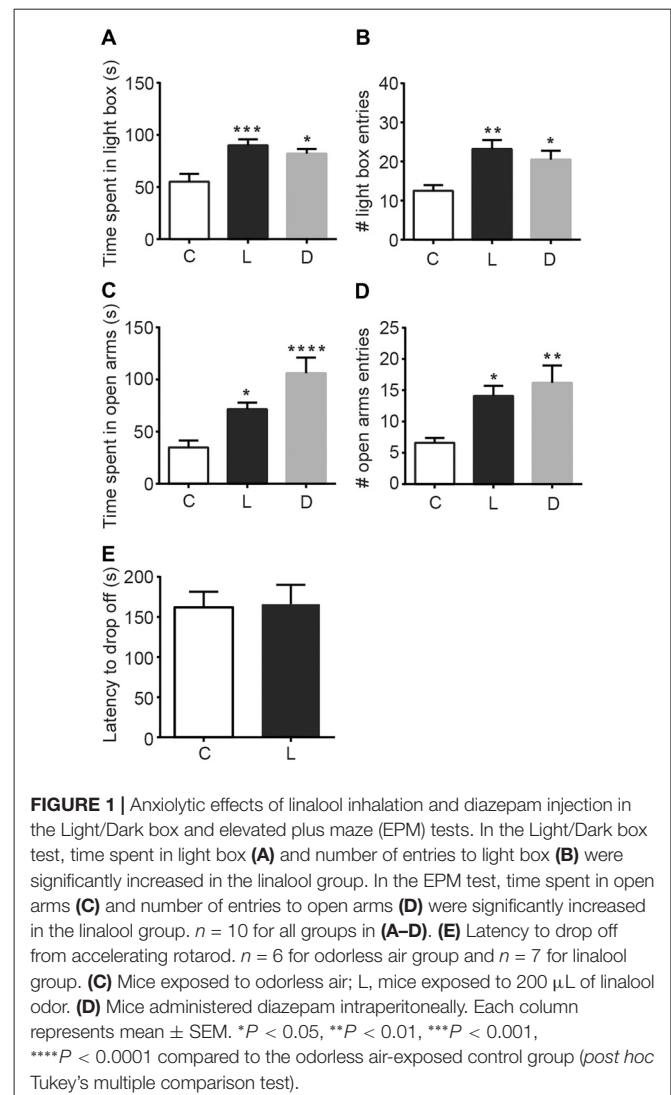 A
Time spent in light box (s)
150
100
50
0
***
*
C L D
B
# light box entries
40
30
20
10
0
**
*
C L D
C
Time spent in open arms (s)
150
100
50
0
*
****
C L D
D
# open arms entries
25
20
15
10
5
0
*
**
C L D
E
Latency to drop off (s)
200
150
100
50
0
C L
FIGURE 1 | Anxiolytic effects of linalool inhalation and diazepam injection in
the Light/Dark box and elevated plus maze (EPM) tests. In the Light/Dark box
test, time spent in light box (A) and number of entries to light box (B) were
significantly increased in the linalool group. In the EPM test, time spent in open
arms (C) and number of entries to open arms (D) were significantly increased
in the linalool group. n = 10 for all groups in (A–D). (E) Latency to drop off
from accelerating rotarod. n = 6 for odorless air group and n = 7 for linalool
group. (C) Mice exposed to odorless air; L, mice exposed to 200 μL of linalool
odor. (D) Mice administered diazepam intraperitoneally. Each column
represents mean ± SEM. *P < 0.05, **P < 0.01, ***P < 0.001,
****P < 0.0001 compared to the odorless air-exposed control group (post hoc
Tukey's multiple comparison test).